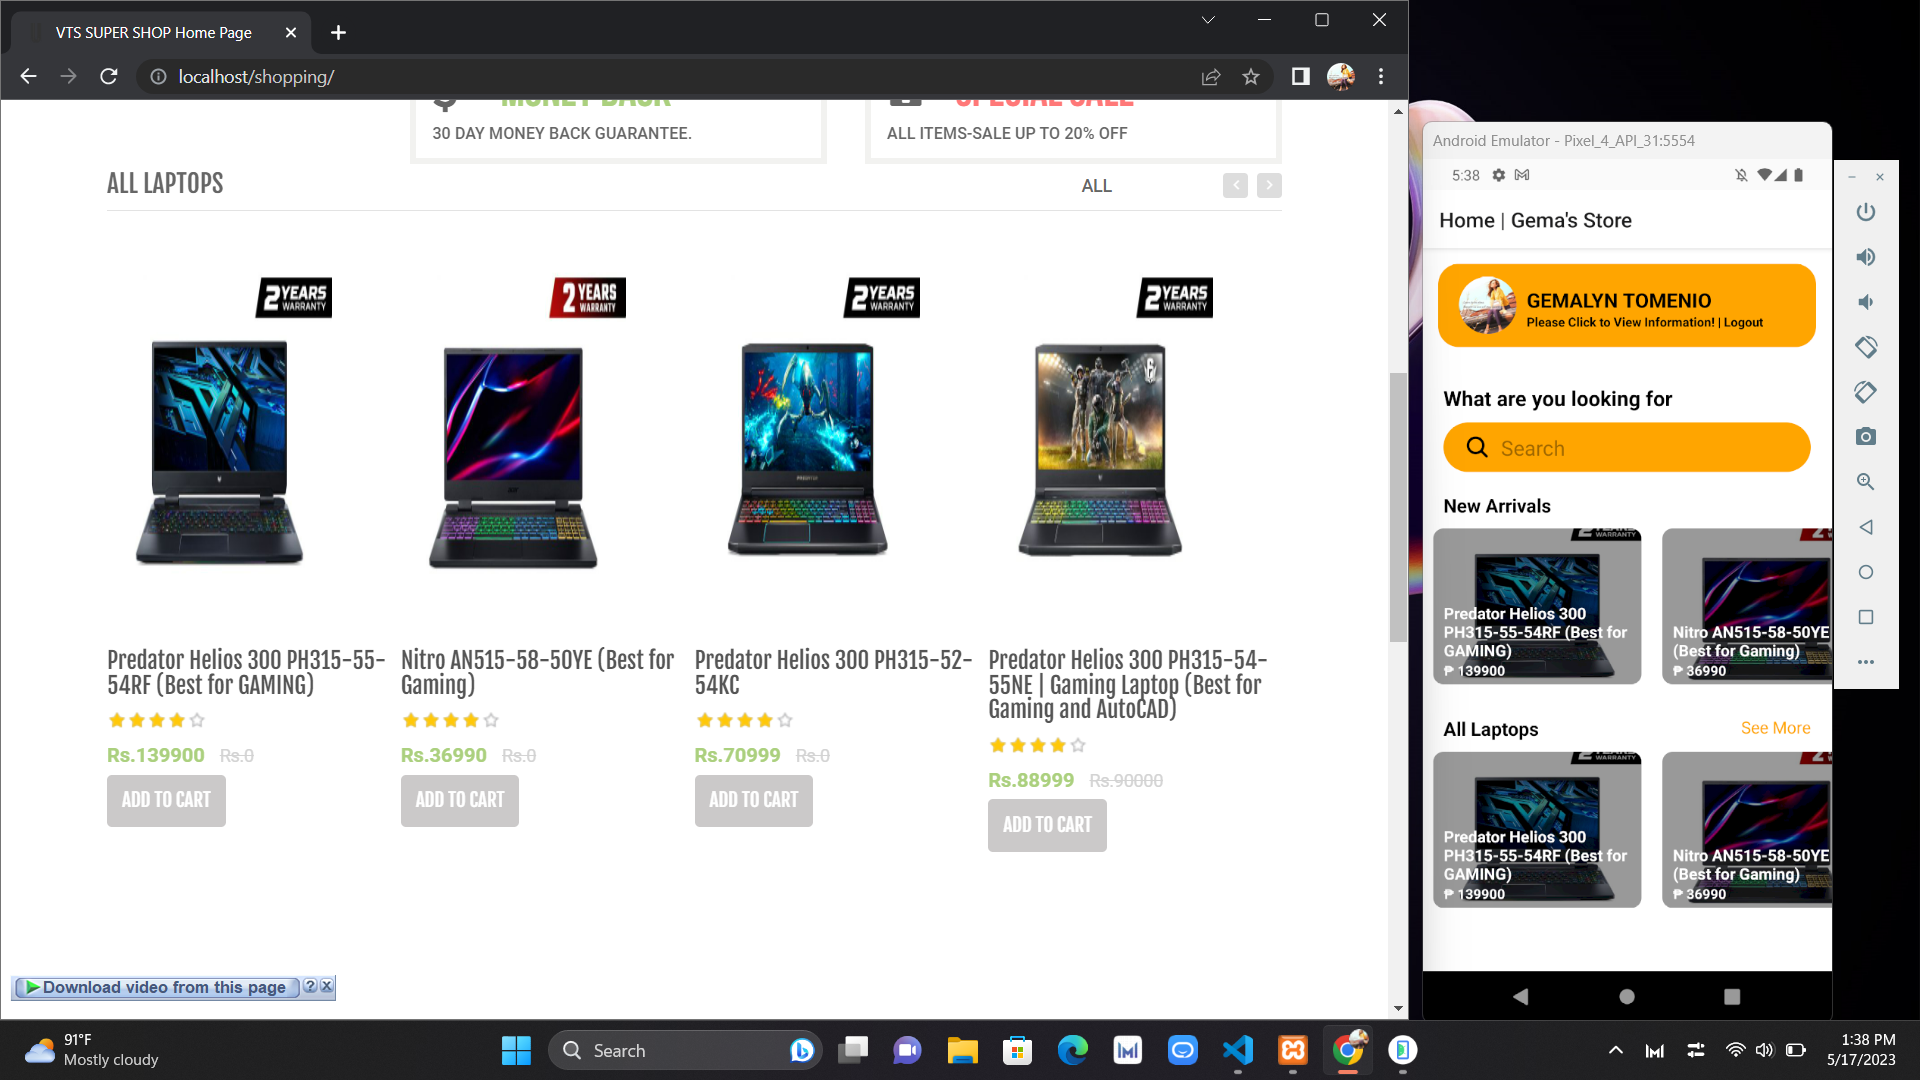 VTS SUPER SHOP Home Page
localhost/shopping/
MONEY BACK
SPECIAL SALE
30 DAY MONEY BACK GUARANTEE.
ALL ITEMS-SALE UP TO 20% OFF
ALL LAPTOPS
ALL
2 YEARS WARRANTY
2 YEARS WARRANTY
2 YEARS WARRANTY
2 YEARS WARRANTY
Predator Helios 300 PH315-55-
54RF (Best for GAMING)
Rs.139900 Rs.0
ADD TO CART
Nitro AN515-58-50YE (Best for
Gaming)
Rs.36990 Rs.0
ADD TO CART
Predator Helios 300 PH315-52-
54KC
Rs.70999 Rs.0
ADD TO CART
Predator Helios 300 PH315-54-
55NE | Gaming Laptop (Best for
Gaming and AutoCAD)
Rs.88999 Rs.90000
ADD TO CART
Download video from this page
Android Emulator - Pixel_4_API_31:5554
5:38
Home | Gema's Store
GEMALYN TOMENIO
Please Click to View Information! | Logout
What are you looking for
Search
New Arrivals
WARRANTY
Predator Helios 300
PH315-55-54RF (Best for
GAMING)
₱ 139900
Nitro AN515-58-50YE
(Best for Gaming)
₱ 36990
All Laptops
See More
WARRANTY
Predator Helios 300
PH315-55-54RF (Best for
GAMING)
₱ 139900
Nitro AN515-58-50YE
(Best for Gaming)
₱ 36990
91°F
Mostly cloudy
Search
1:38 PM
5/17/2023